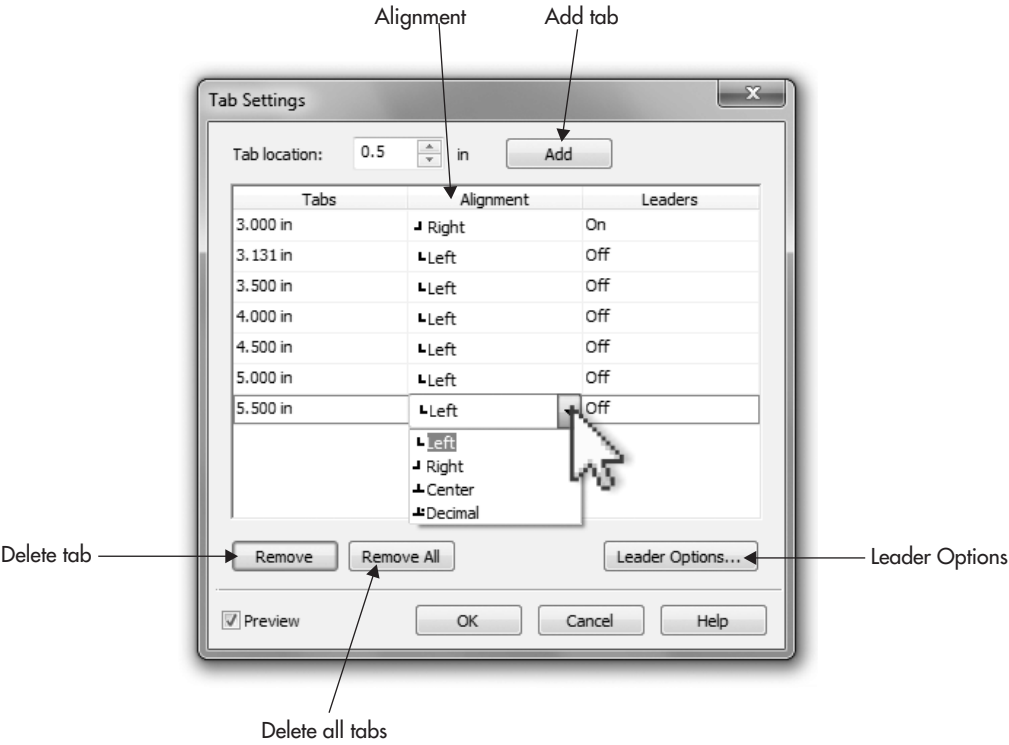 Alignment Add tab
Tab Settings
Tab location: 0.5 in Add
Tabs Alignment Leaders
3.000 in Right On
3.131 in Left Off
3.500 in Left Off
4.000 in Left Off
4.500 in Left Off
5.000 in Left Off
5.500 in Left Off
Left
Right
Center
Decimal
Delete tab Remove Remove All Leader Options... Leader Options
Preview OK Cancel Help
Delete all tabs